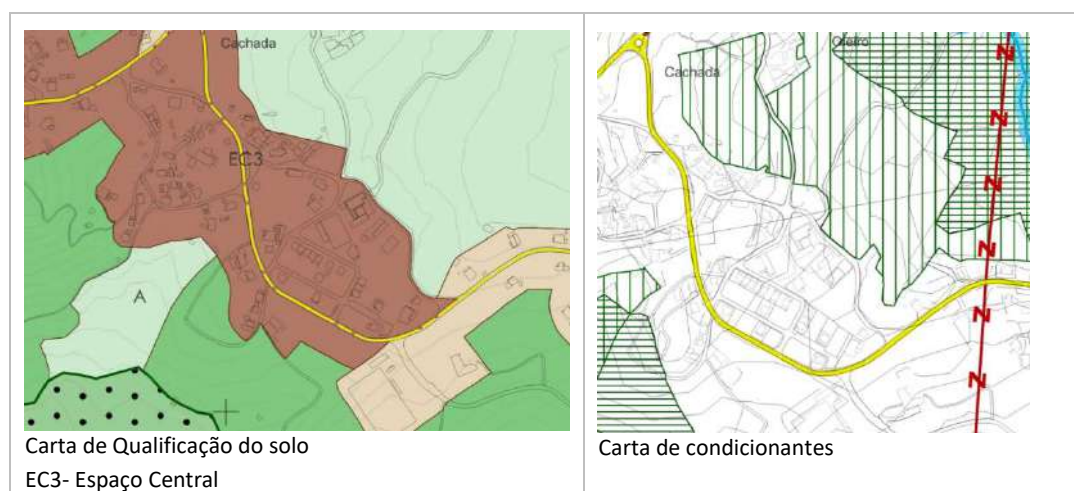 Cachada
EC3
A
Carta de Qualificação do solo
EC3- Espaço Central
Oleiro
Cachada
N
N
N
N
N
Carta de condicionantes